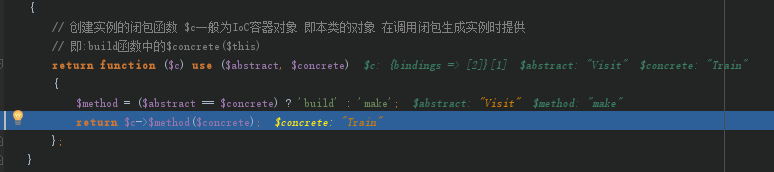 {
// 创建实例的闭包函数 $c一般为IoC容器对象 即本类的对象 在调用闭包生成实例时提供
// 即:build函数中的$concrete($this)
return function ($c) use ($abstract, $concrete) $c: {bindings => [2]}[1] $abstract: "Visit" $concrete: "Train"
{
$method = ($abstract == $concrete) ? 'build' : 'make'; $abstract: "Visit" $method: "make"
return $c->$method($concrete); $concrete: "Train"
};
}